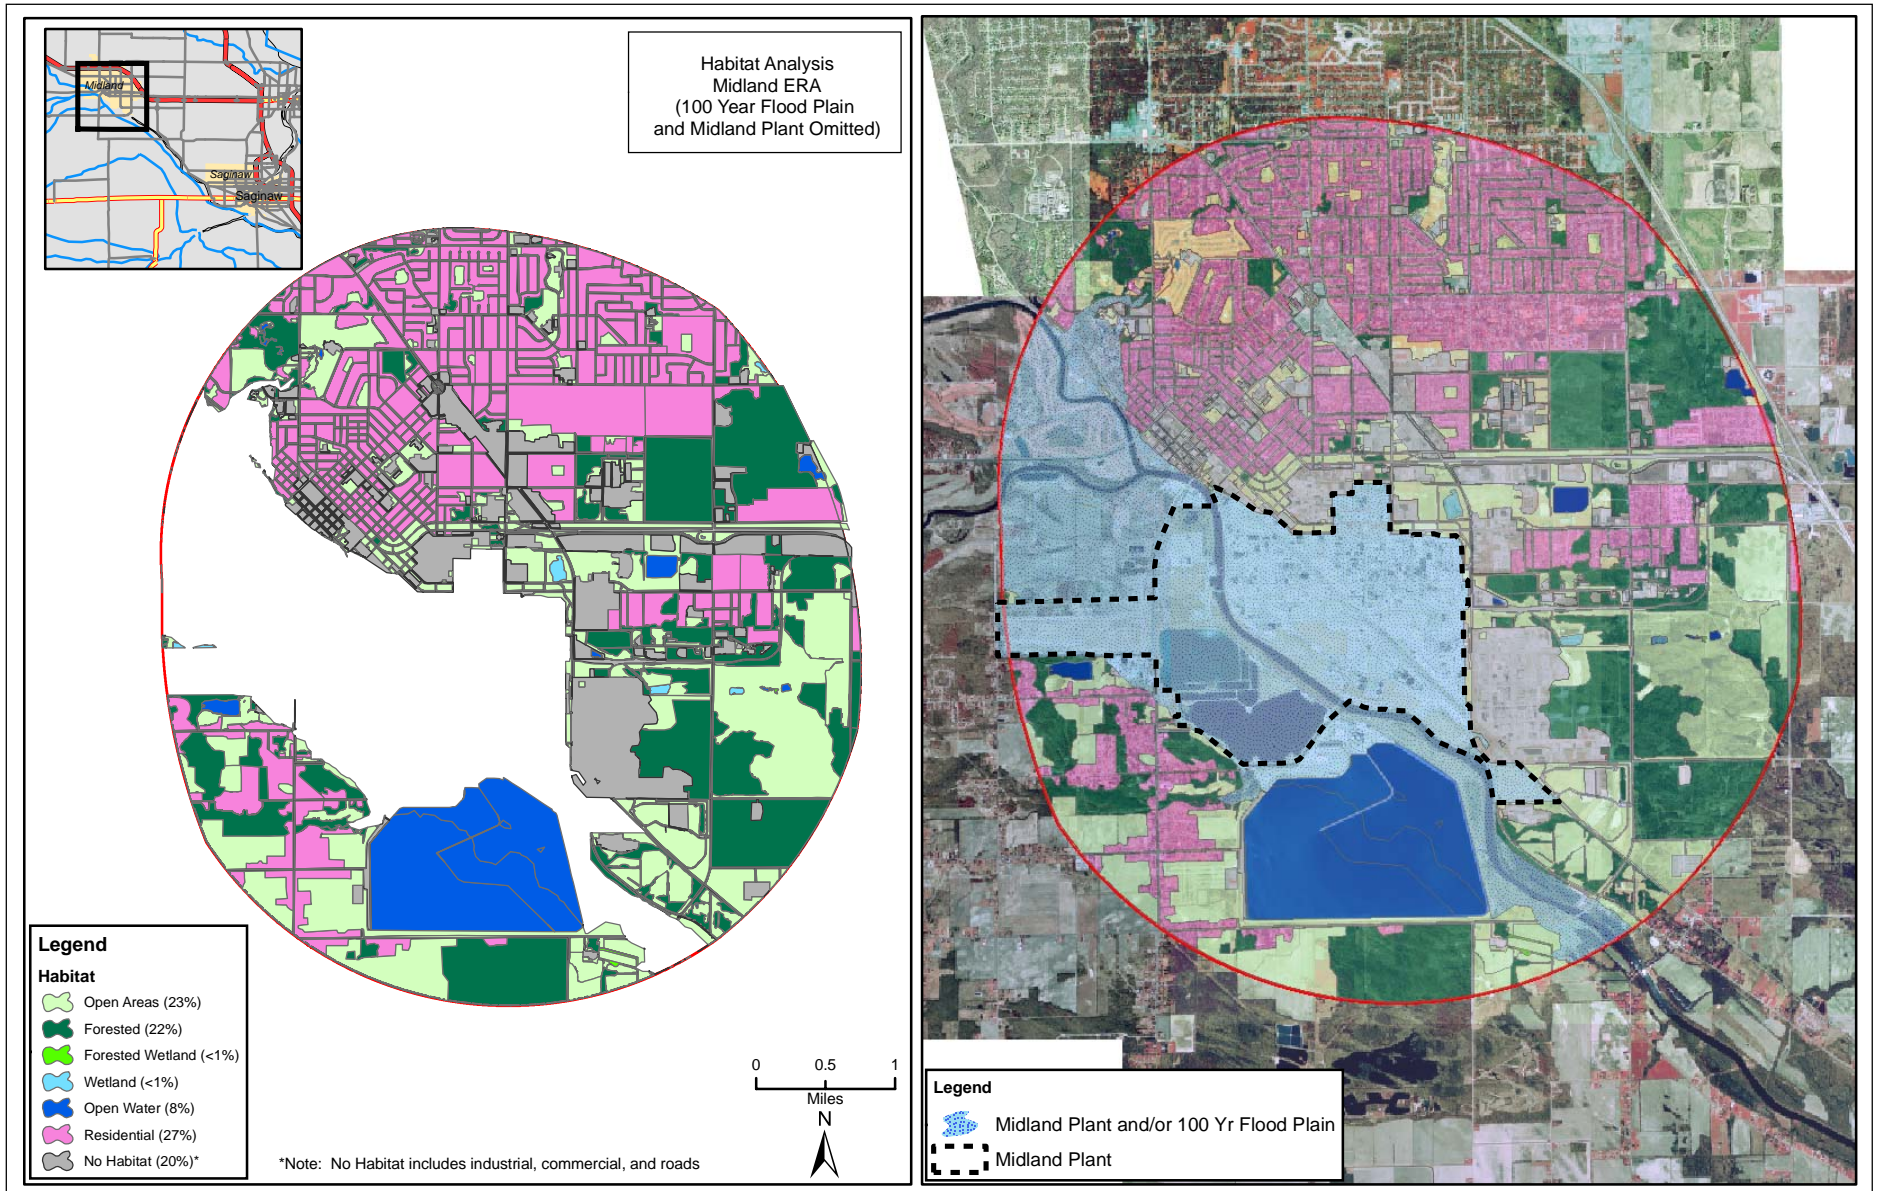 Midland
Saginaw
Saginaw
Habitat Analysis
Midland ERA
(100 Year Flood Plain
and Midland Plant Omitted)
Legend
Habitat
Open Areas (23%)
Forested (22%)
Forested Wetland (<1%)
Wetland (<1%)
Open Water (8%)
Residential (27%)
No Habitat (20%)*
*Note: No Habitat includes industrial, commercial, and roads
0 0.5 1
Miles
N
Legend
Midland Plant and/or 100 Yr Flood Plain
Midland Plant